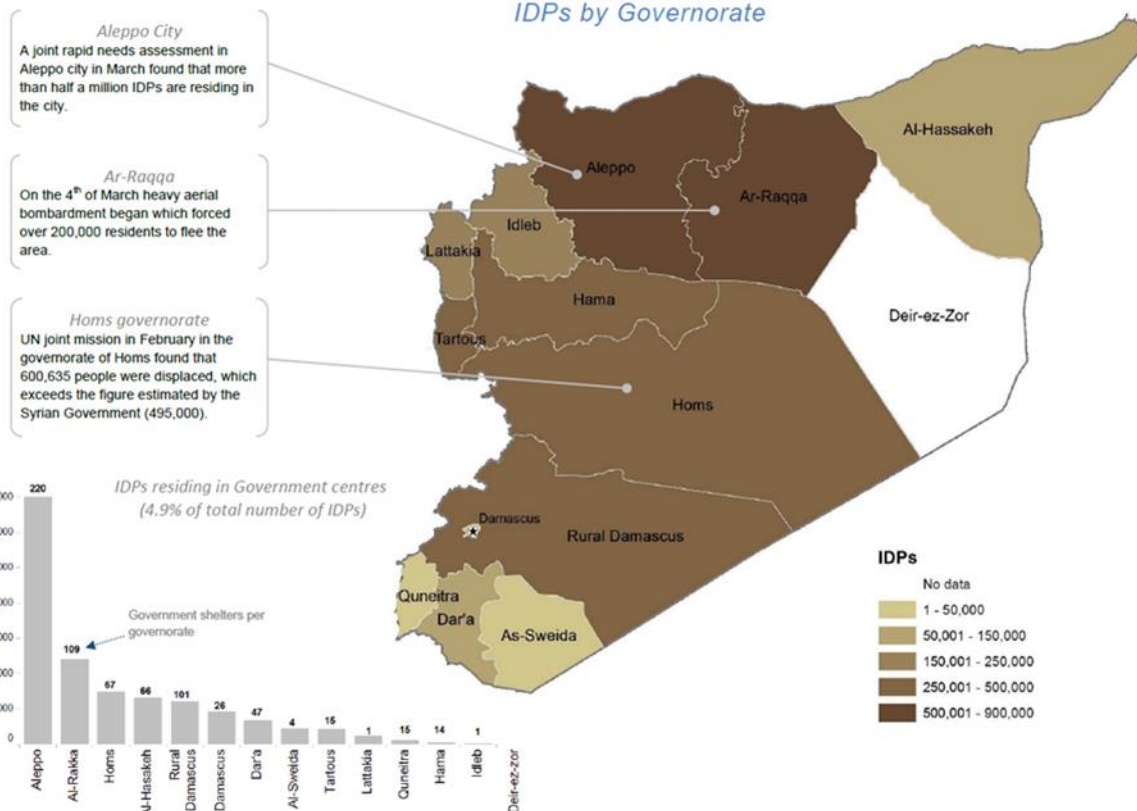 IDPs by Governorate
Aleppo City
A joint rapid needs assessment in
Aleppo city in March found that more
than half a million IDPs are residing in
the city.
Ar-Raqqa
On the 4th of March heavy aerial
bombardment began which forced
over 200,000 residents to flee the
area.
Homs governorate
UN joint mission in February in the
governorate of Homs found that
600,635 people were displaced, which
exceeds the figure estimated by the
Syrian Government (495,000).
Al-Hassakeh
Aleppo
Ar-Raqqa
Idleb
Lattakia
Hama
Deir-ez-Zor
Tartous
Homs
Damascus
Rural Damascus
Quneitra
Dar'a
As-Sweida
IDPs
No data
1 - 50,000
50,001 - 150,000
150,001 - 250,000
250,001 - 500,000
500,001 - 900,000
IDPs residing in Government centres
(4.9% of total number of IDPs)
Government shelters per
governorate
220
109
67
66
101
26
47
4
15
1
15
14
1
0
Aleppo
Al-Rakka
Homs
Al-Hasakeh
Rural
Damascus
Damascus
Dar'a
Al-Sweida
Tartous
Lattakia
Quneitra
Hama
Idleb
Deir-ez-zor